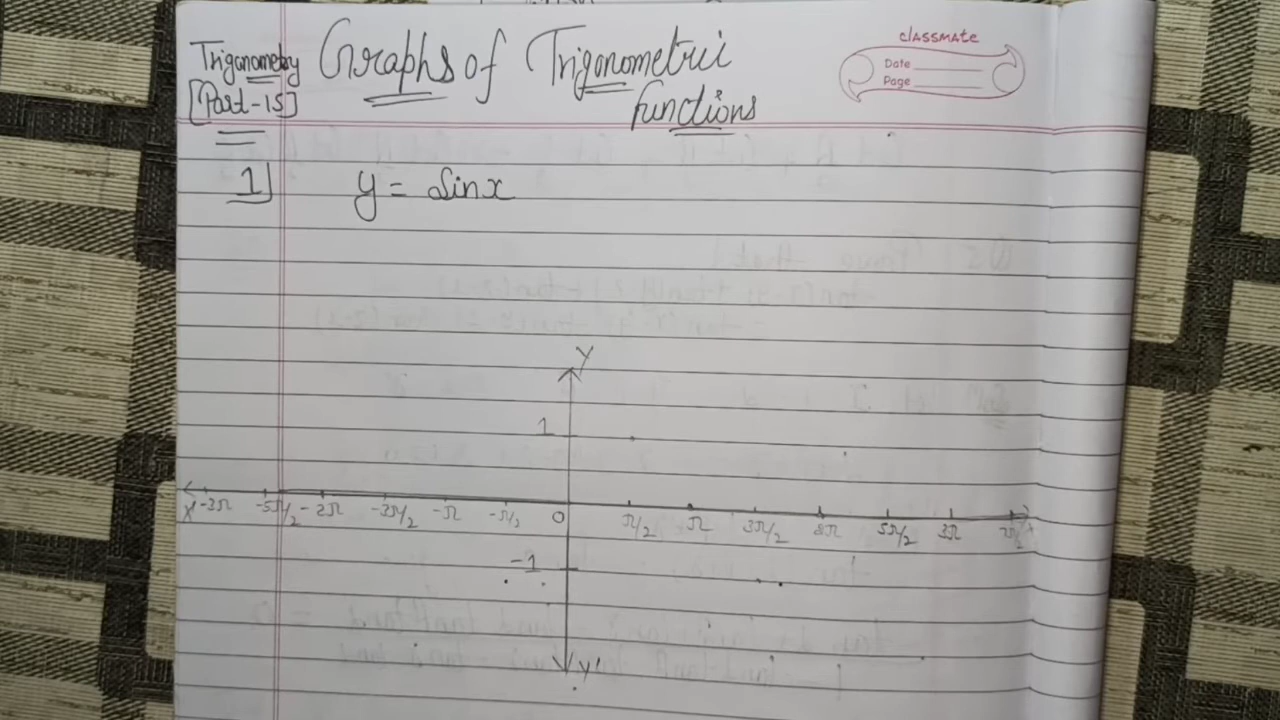 Trigonometry
[Part-15]
Graphs of Trigonometric
functions
classmate
Date
Page
1] y = Sinx
Y
1
X' -3π -5π/2 -2π -3π/2 -π -π/2 0 π/2 π 3π/2 2π 5π/2 3π
-1
Y'